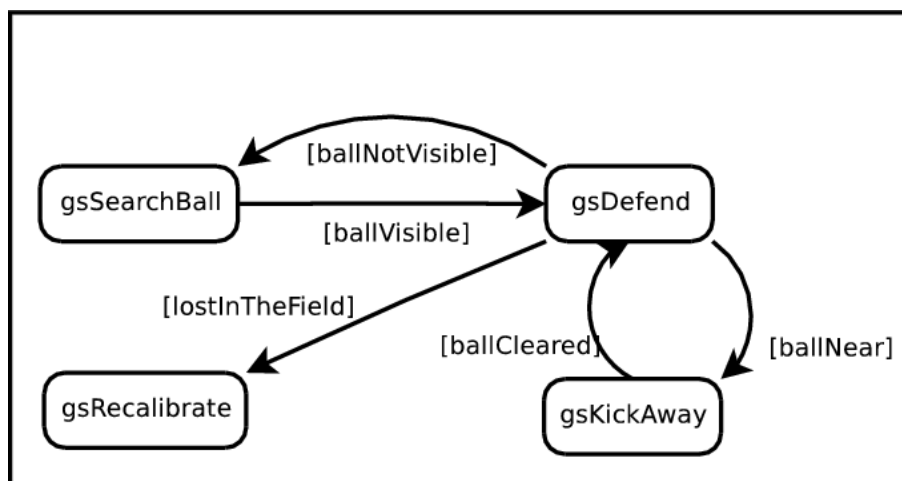 [ballNotVisible]
gsSearchBall
gsDefend
[ballVisible]
[lostInTheField]
[ballCleared]
[ballNear]
gsRecalibrate
gsKickAway